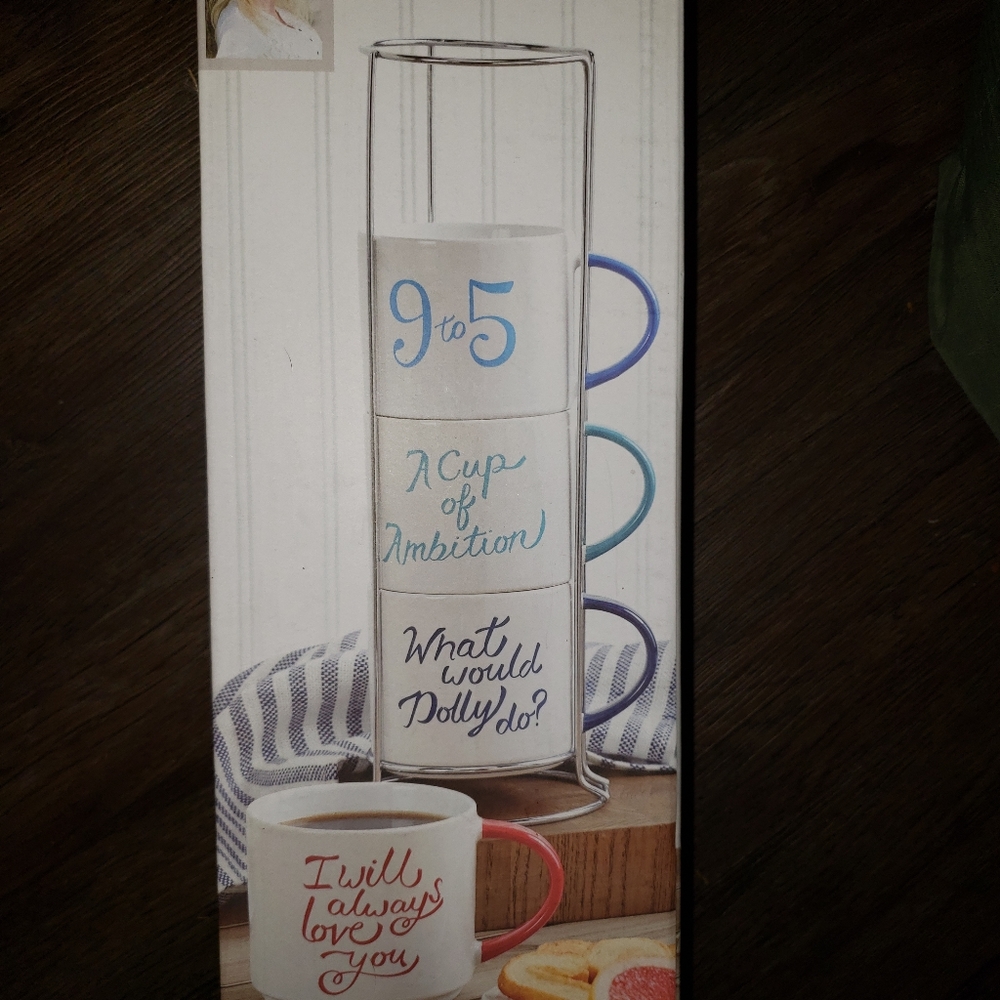 9 to 5
A Cup
of
Ambition
What
would
Dolly do?
I will
always
love
you